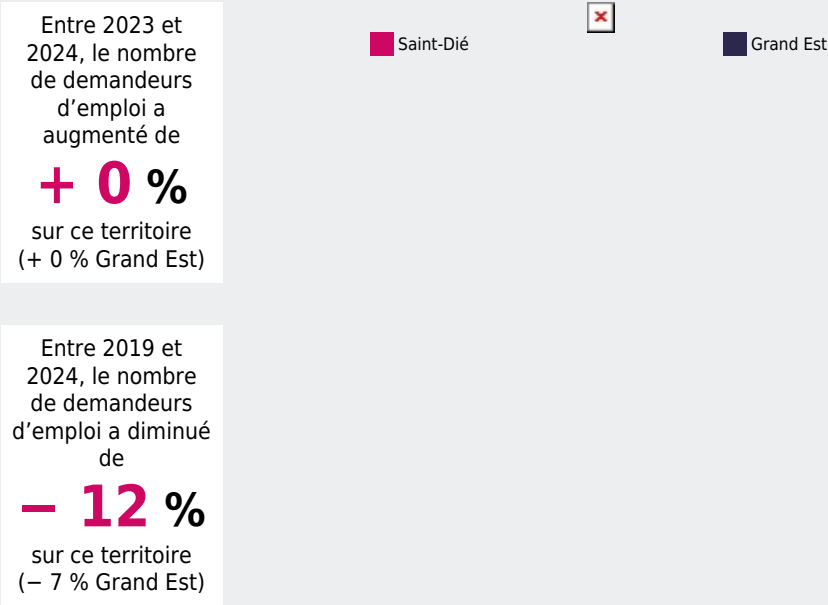 Entre 2023 et
2024, le nombre
de demandeurs
d’emploi a
augmenté de
+ 0 %
sur ce territoire
(+ 0 % Grand Est)
Entre 2019 et
2024, le nombre
de demandeurs
d’emploi a diminué
de
− 12 %
sur ce territoire
(− 7 % Grand Est)
Saint-Dié
Grand Est